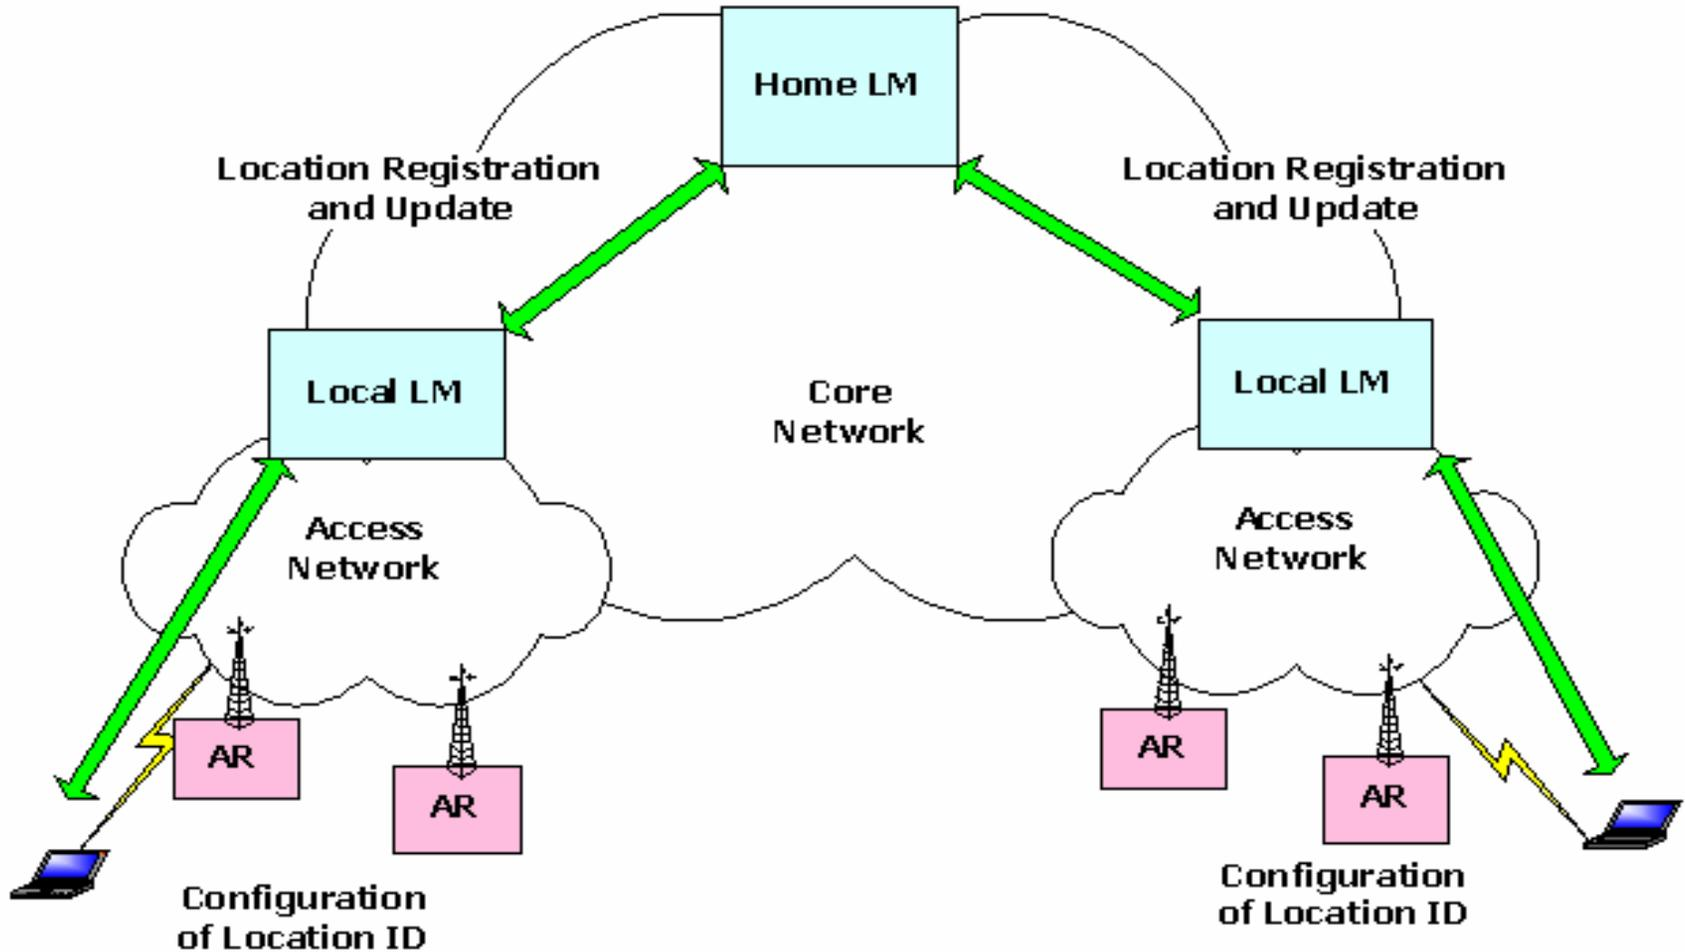 Home LM
Location Registration
and Update
Location Registration
and Update
Local LM
Core
Network
Local LM
Access
Network
Access
Network
AR
AR
AR
AR
Configuration
of Location ID
Configuration
of Location ID